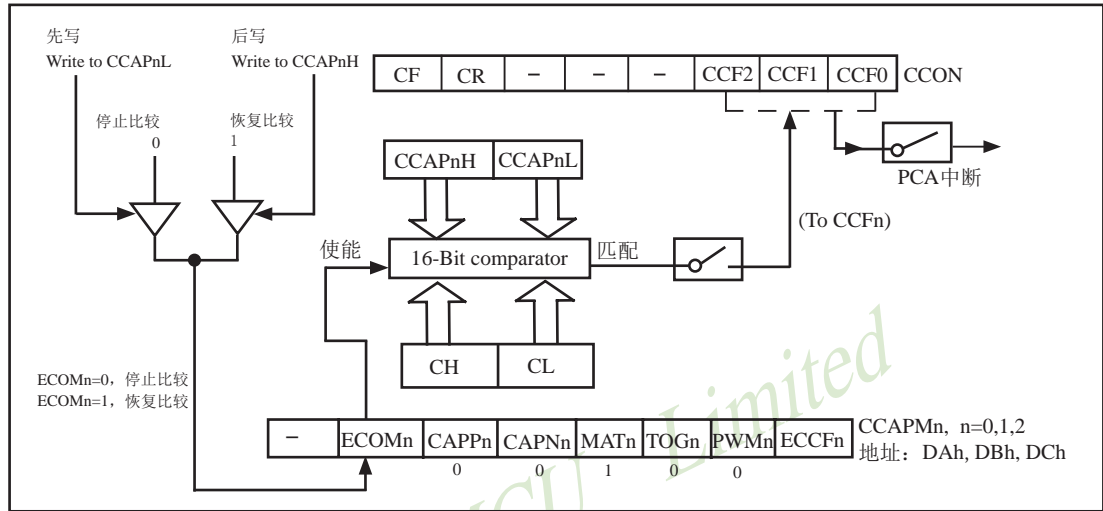 先写
Write to CCAPnL
后写
Write to CCAPnH
CF CR – – – CCF2 CCF1 CCF0 CCON
停止比较
0
恢复比较
1
CCAPnH CCAPnL
PCA中断
(To CCFn)
使能
16-Bit comparator
匹配
CH CL
ECOMn=0，停止比较
ECOMn=1，恢复比较
– ECOMn CAPPn CAPNn MATn TOGn PWMn ECCFn
CCAPMn, n=0,1,2
地址：DAh, DBh, DCh
0 0 1 0 0
MCU Limited